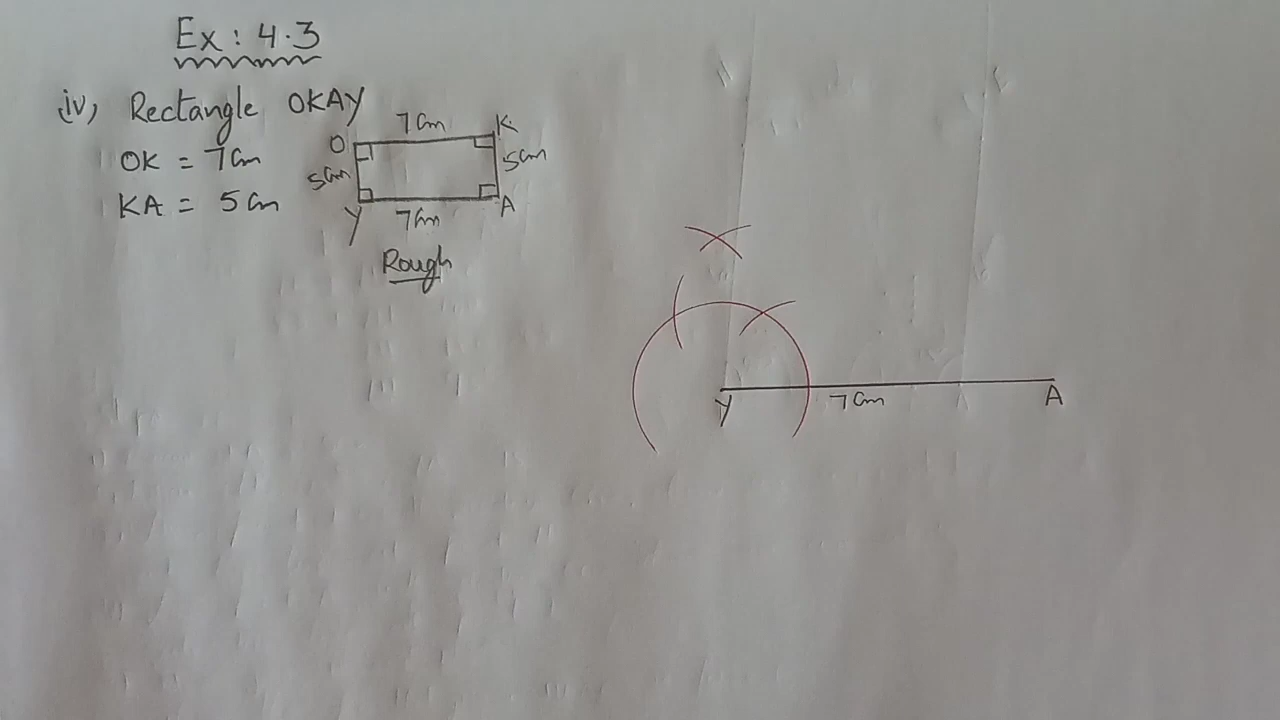 Ex : 4.3
iv) Rectangle OKAY
OK = 7cm
KA = 5cm
7cm
O K
5cm 5cm
Y A
7cm
Rough
Y 7cm A